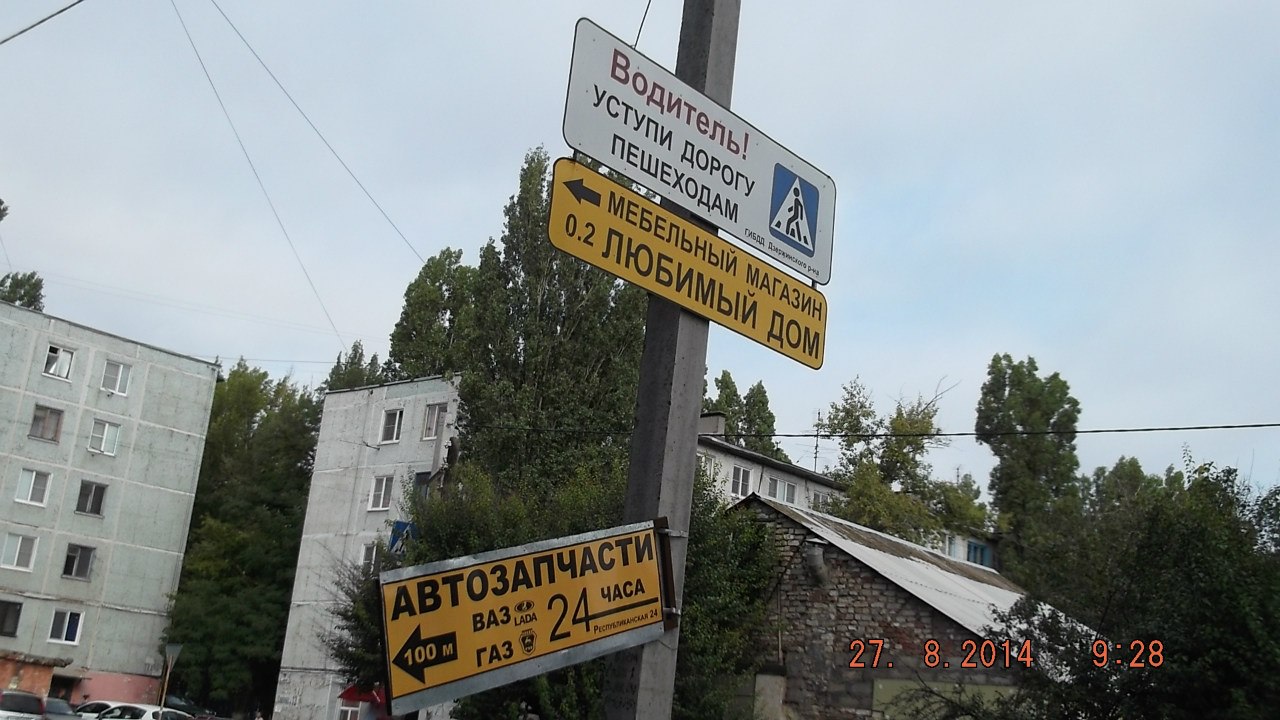 Водитель!
УСТУПИ ДОРОГУ
ПЕШЕХОДАМ
ГИБДД Дзержинского р-на
МЕБЕЛЬНЫЙ МАГАЗИН
0.2 ЛЮБИМЫЙ ДОМ
АВТОЗАПЧАСТИ
ВАЗ LADA 24 ЧАСА
100 м ГАЗ Республиканская 24
27. 8.2014 9:28